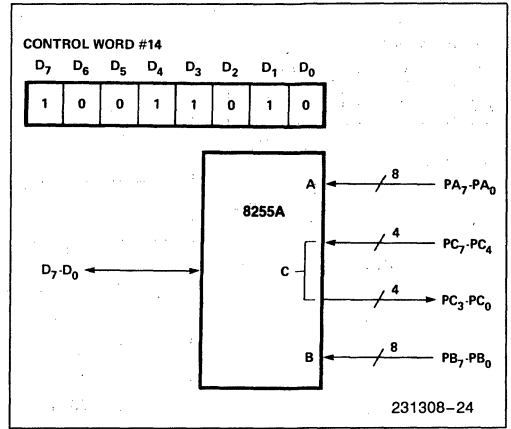 CONTROL WORD #14
D7 D6 D5 D4 D3 D2 D1 D0
1 0 0 1 1 0 1 0
8255A
A 8 PA7-PA0
4 PC7-PC4
D7-D0 C
4 PC3-PC0
B 8 PB7-PB0
231308-24